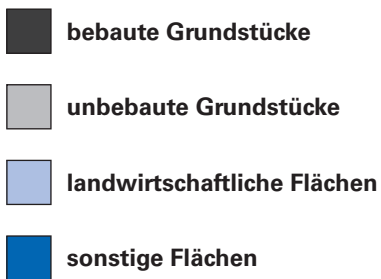 bebaute Grundstücke
unbebaute Grundstücke
landwirtschaftliche Flächen
sonstige Flächen